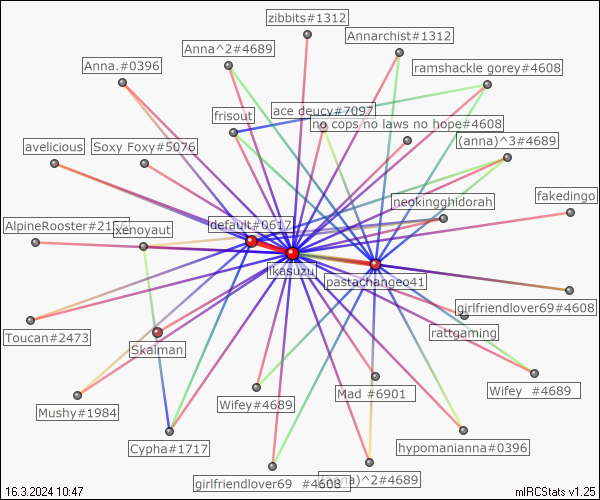 zibbits#1312
Annarchist#1312
Anna^2#4689
Anna.#0396
ramshackle gorey#4608
ace deucy#7097
frisout
no cops no laws no hope#4608
(anna)^3#4689
avelicious
Soxy Foxy#5076
neokingghidorah
fakedingo
AlpineRooster#21
xenoyaut
default#0617
ikasuzu
pastachangeo41
girlfriendlover69#4608
rattgaming
Toucan#2473
Skalman
Mad #6901
Wifey #4689
Wifey#4689
Mushy#1984
Cypha#1717
hypomanianna#0396
girlfriendlover69 #4608
(anna)^2#4689
16.3.2024 10:47
mIRCStats v1.25